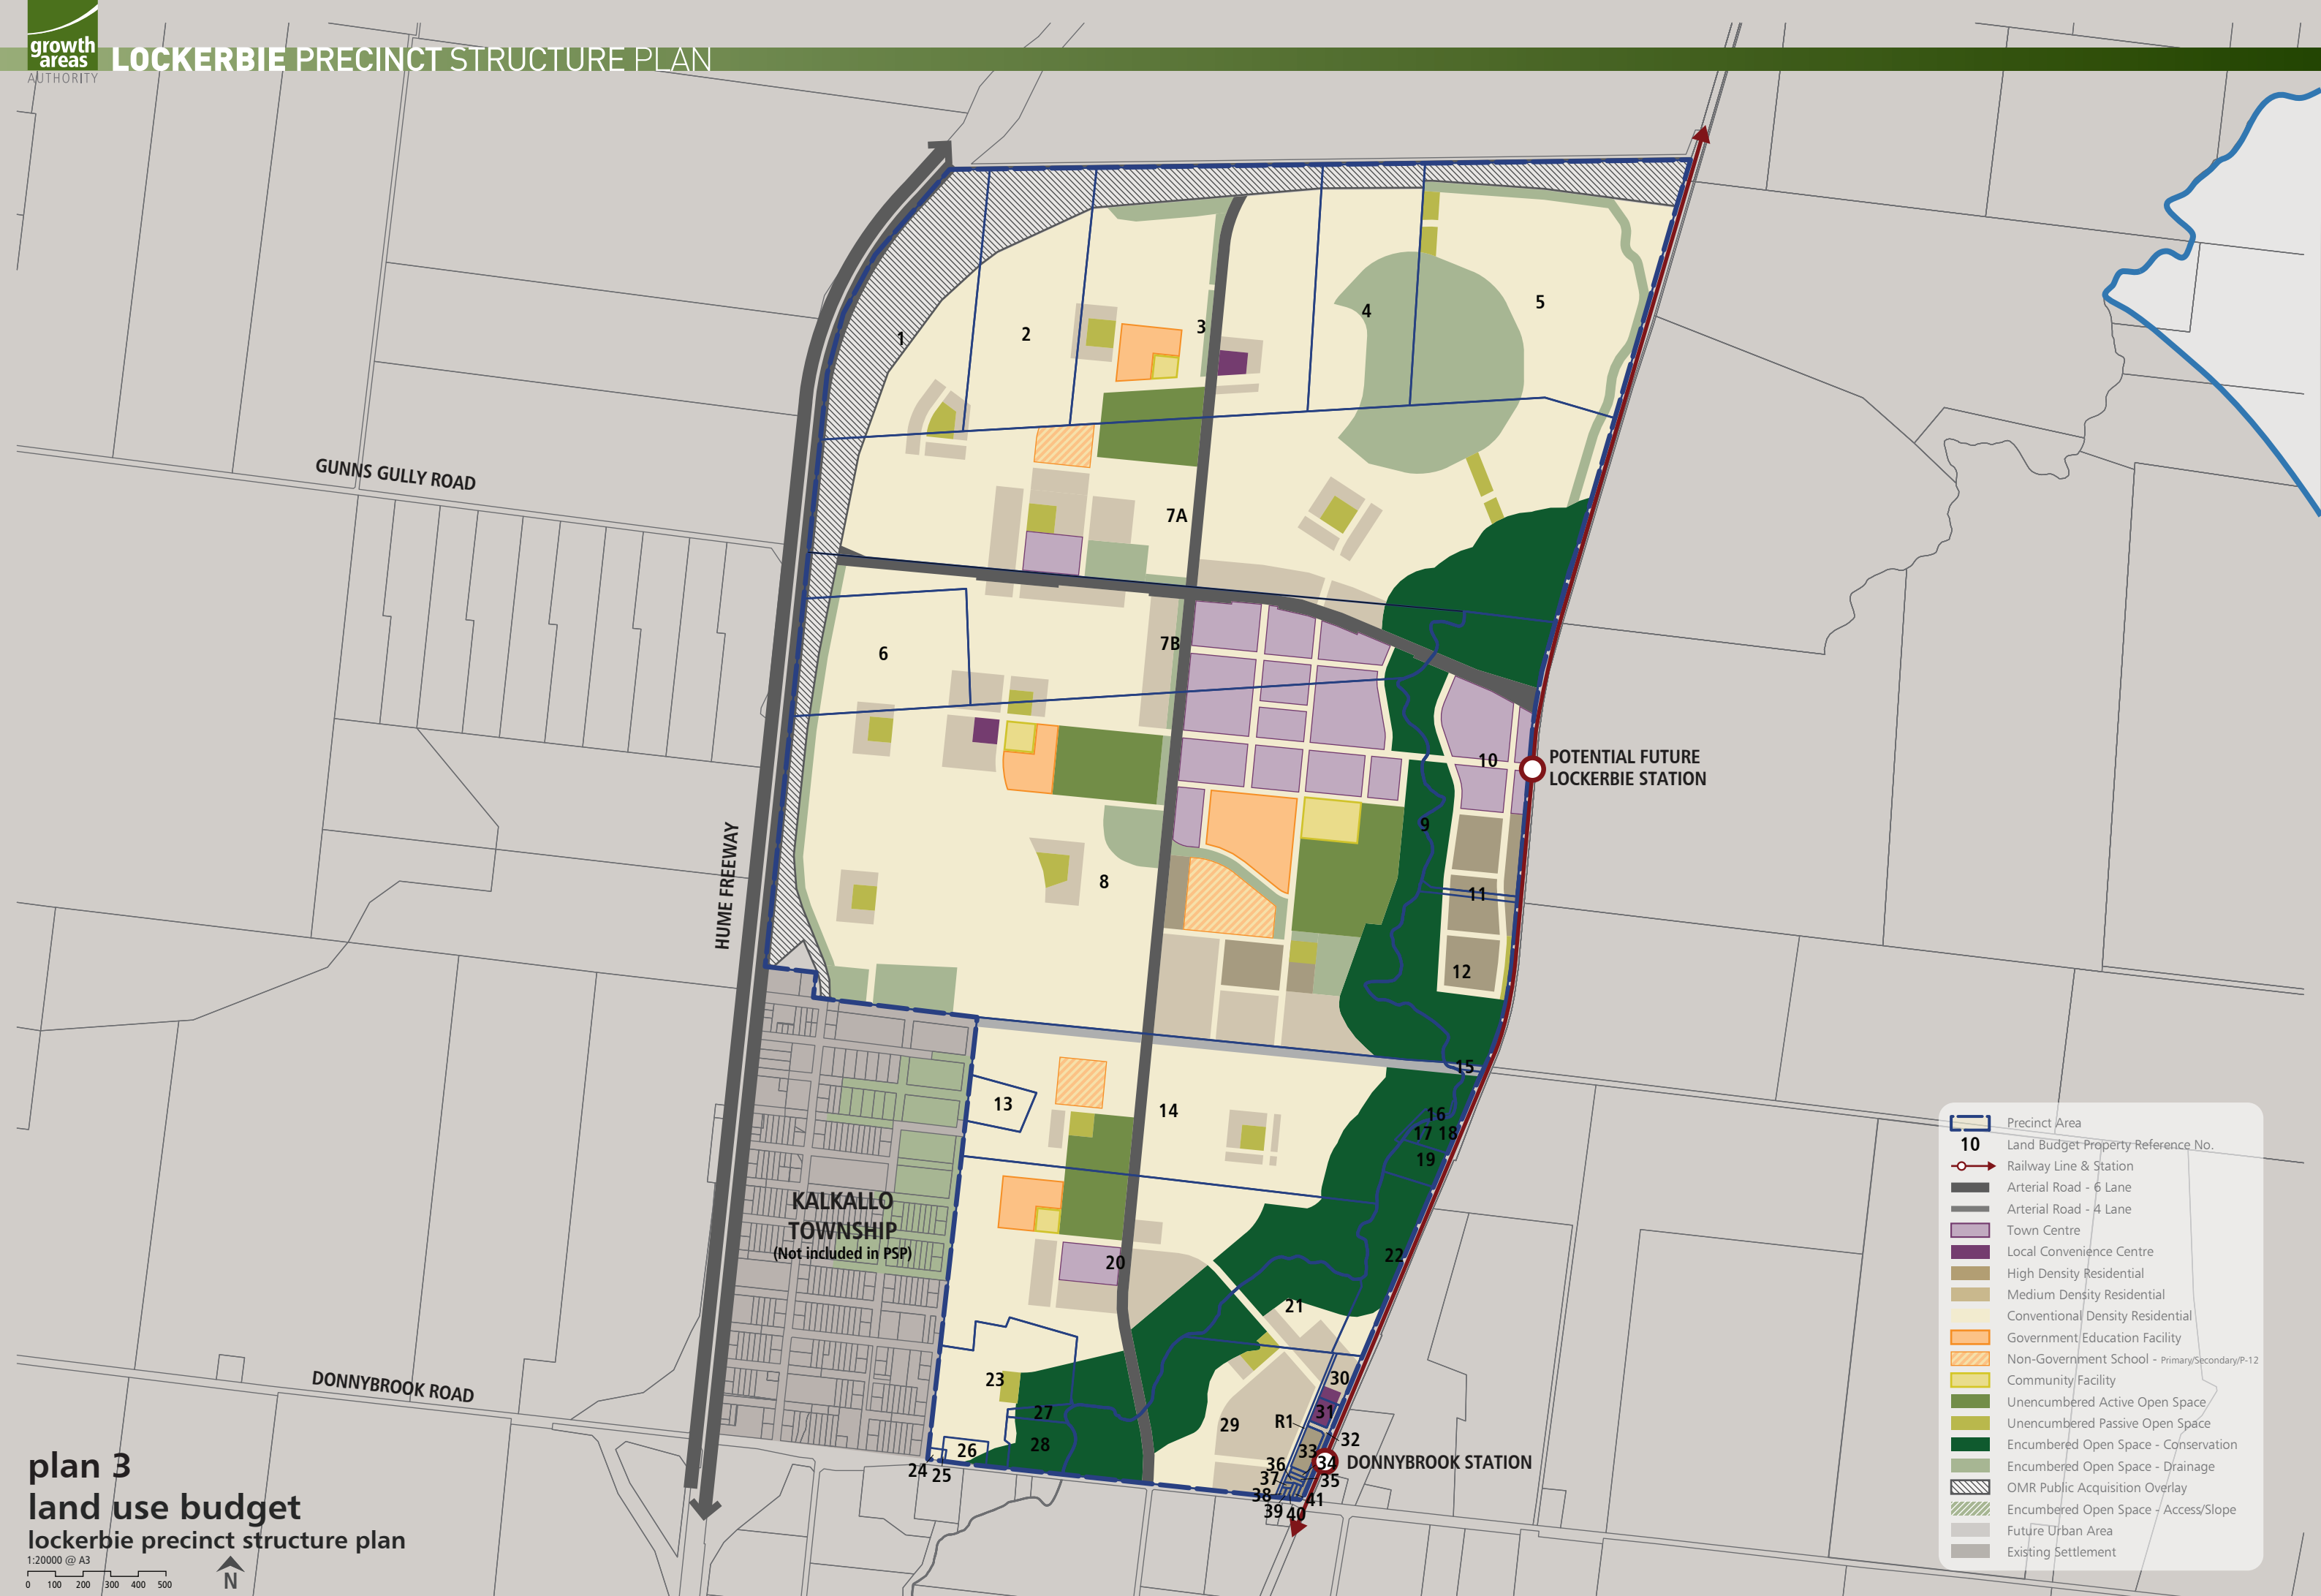 growth
areas
AUTHORITY
LOCKERBIE PRECINCT STRUCTURE PLAN
1
2
3
4
5
GUNNS GULLY ROAD
7A
7B
6
10
POTENTIAL FUTURE
LOCKERBIE STATION
9
HUME FREEWAY
8
11
12
15
13
14
16
17 18
19
KALKALLO
TOWNSHIP
(Not included in PSP)
20
22
21
DONNYBROOK ROAD
23
30
27
R1
31
29
28
26
32
33
34
DONNYBROOK STATION
24
25
36
37
35
38
41
39
40
Precinct Area
10
Land Budget Property Reference No.
Railway Line & Station
Arterial Road - 6 Lane
Arterial Road - 4 Lane
Town Centre
Local Convenience Centre
High Density Residential
Medium Density Residential
Conventional Density Residential
Government Education Facility
Non-Government School - Primary/Secondary/P-12
Community Facility
Unencumbered Active Open Space
Unencumbered Passive Open Space
Encumbered Open Space - Conservation
Encumbered Open Space - Drainage
OMR Public Acquisition Overlay
Encumbered Open Space - Access/Slope
Future Urban Area
Existing Settlement
plan 3
land use budget
lockerbie precinct structure plan
1:20000 @ A3
0 100 200 300 400 500
N